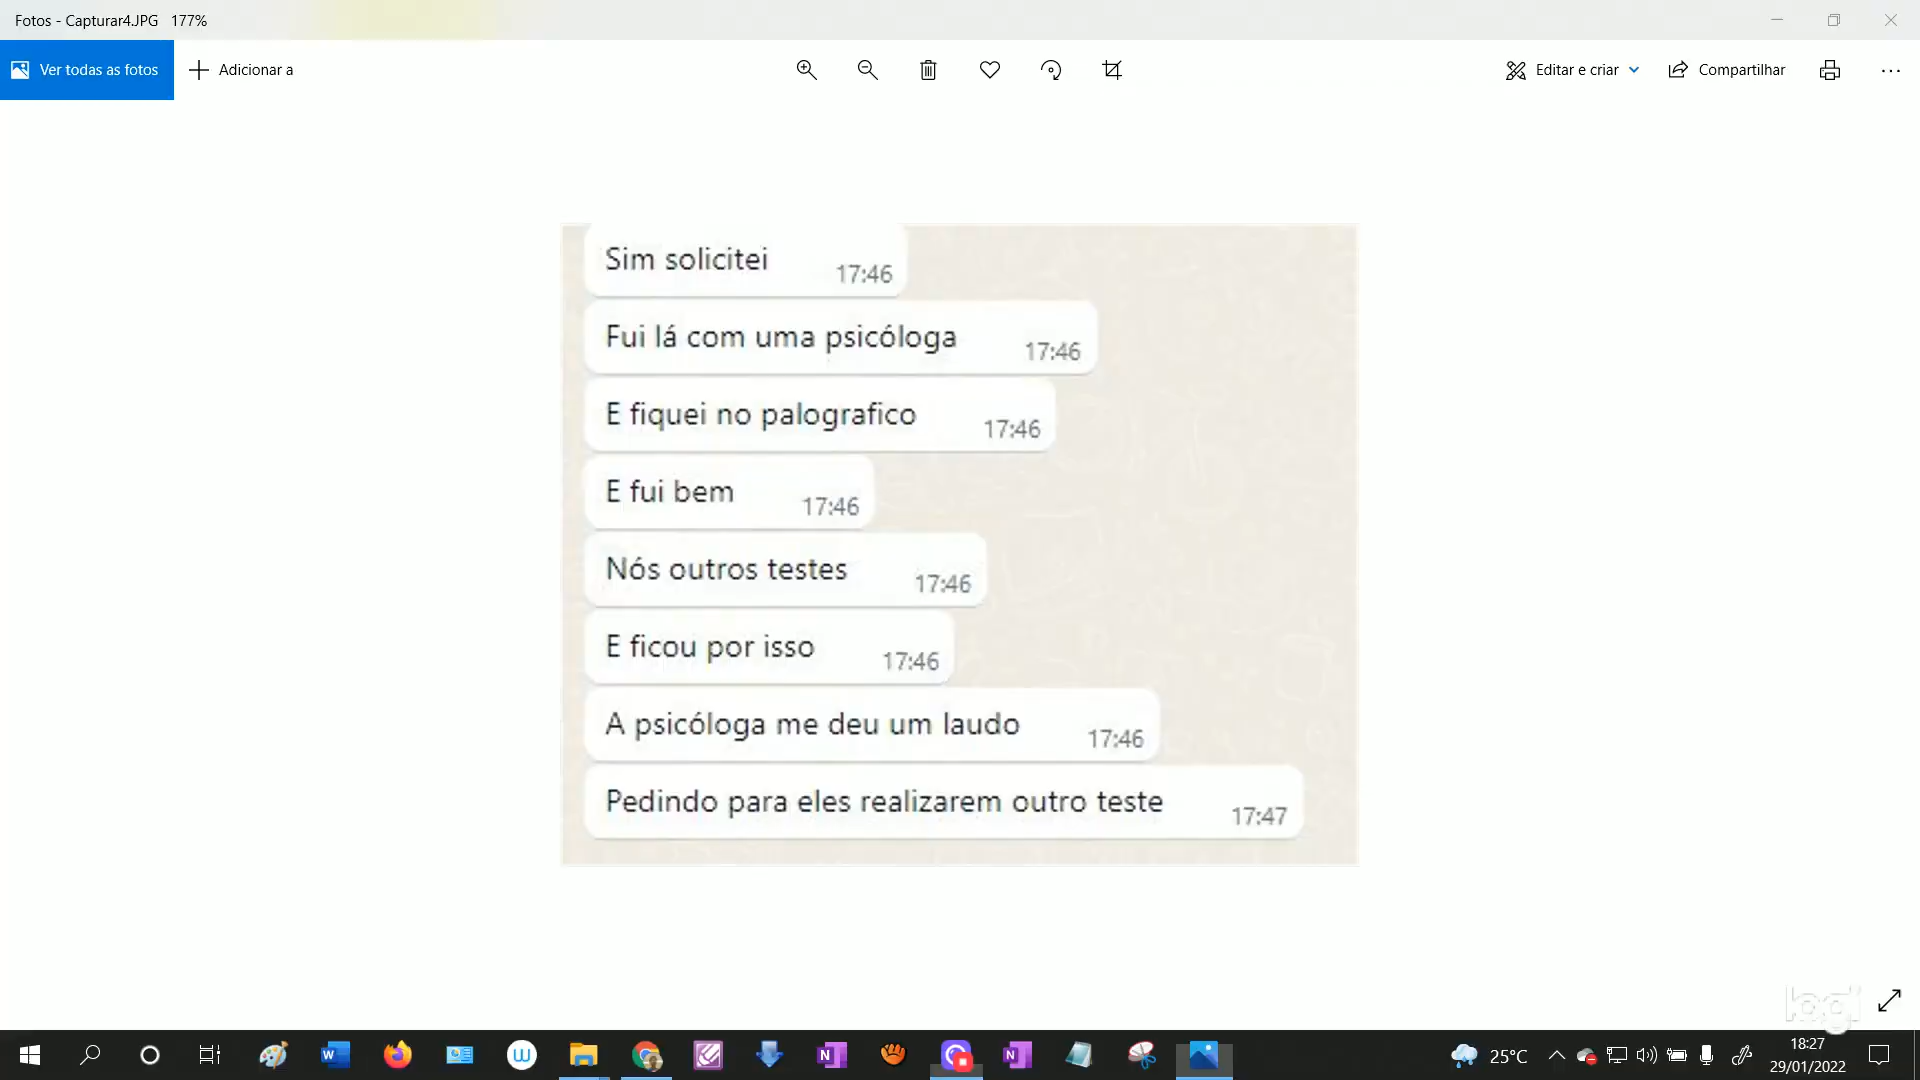 Fotos - Capturar4.JPG 177%
Ver todas as fotos
Adicionar a
Editar e criar
Compartilhar
Sim solicitei 17:46
Fui lá com uma psicóloga 17:46
E fiquei no palografico 17:46
E fui bem 17:46
Nós outros testes 17:46
E ficou por isso 17:46
A psicóloga me deu um laudo 17:46
Pedindo para eles realizarem outro teste 17:47
logi
25°C
18:27
29/01/2022